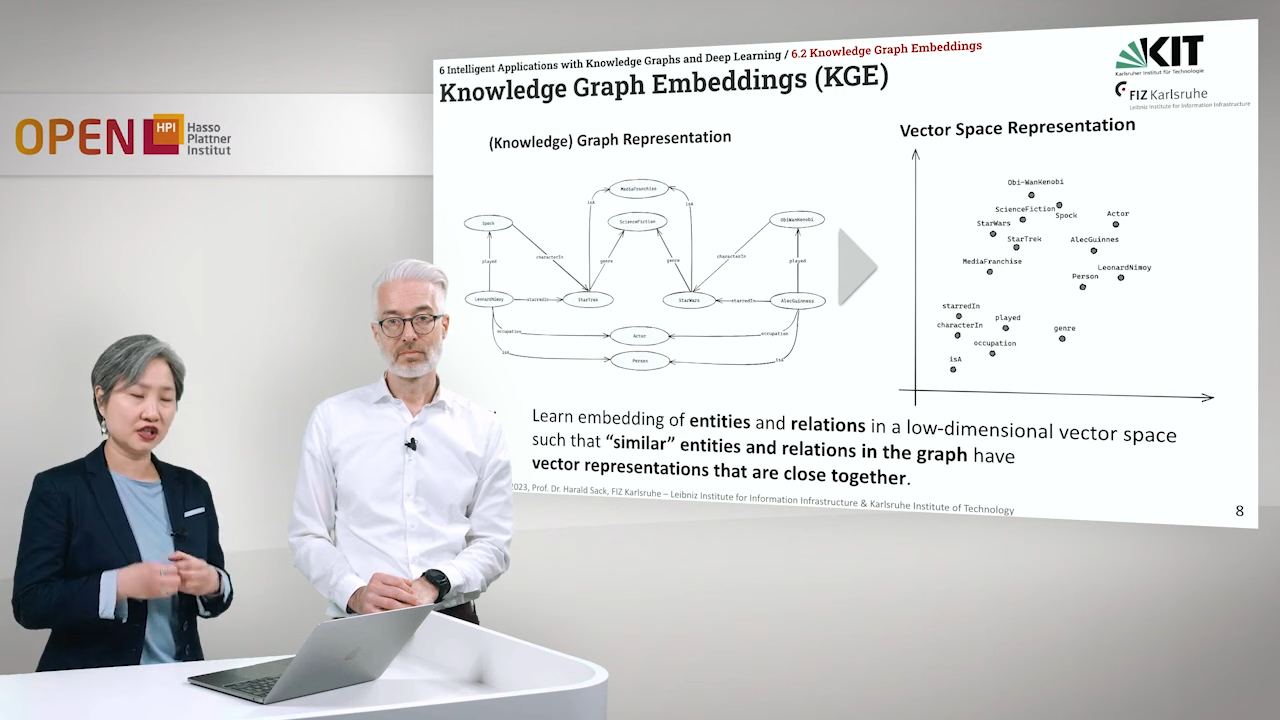 6 Intelligent Applications with Knowledge Graphs and Deep Learning / 6.2 Knowledge Graph Embeddings
Knowledge Graph Embeddings (KGE)
KIT
Karlsruher Institut für Technologie
FIZ Karlsruhe
Leibniz Institute for Information Infrastructure
OPEN HPI
Hasso
Plattner
Institut
(Knowledge) Graph Representation
MediaFranchise
isA
isA
ScienceFiction
Spock
ObiWanKenobi
played
characterIn
genre
genre
characterIn
played
LeonardNimoy
starredIn
StarTrek
StarWars
starredIn
AlecGuinness
occupation
Actor
occupation
isA
Person
isA
Vector Space Representation
Obi-WanKenobi
ScienceFiction
Spock
Actor
StarWars
StarTrek
AlecGuinnes
MediaFranchise
LeonardNimoy
Person
starredIn
played
characterIn
genre
occupation
isA
Learn embedding of entities and relations in a low-dimensional vector space
such that “similar” entities and relations in the graph have
vector representations that are close together.
2023, Prof. Dr. Harald Sack, FIZ Karlsruhe – Leibniz Institute for Information Infrastructure & Karlsruhe Institute of Technology
8